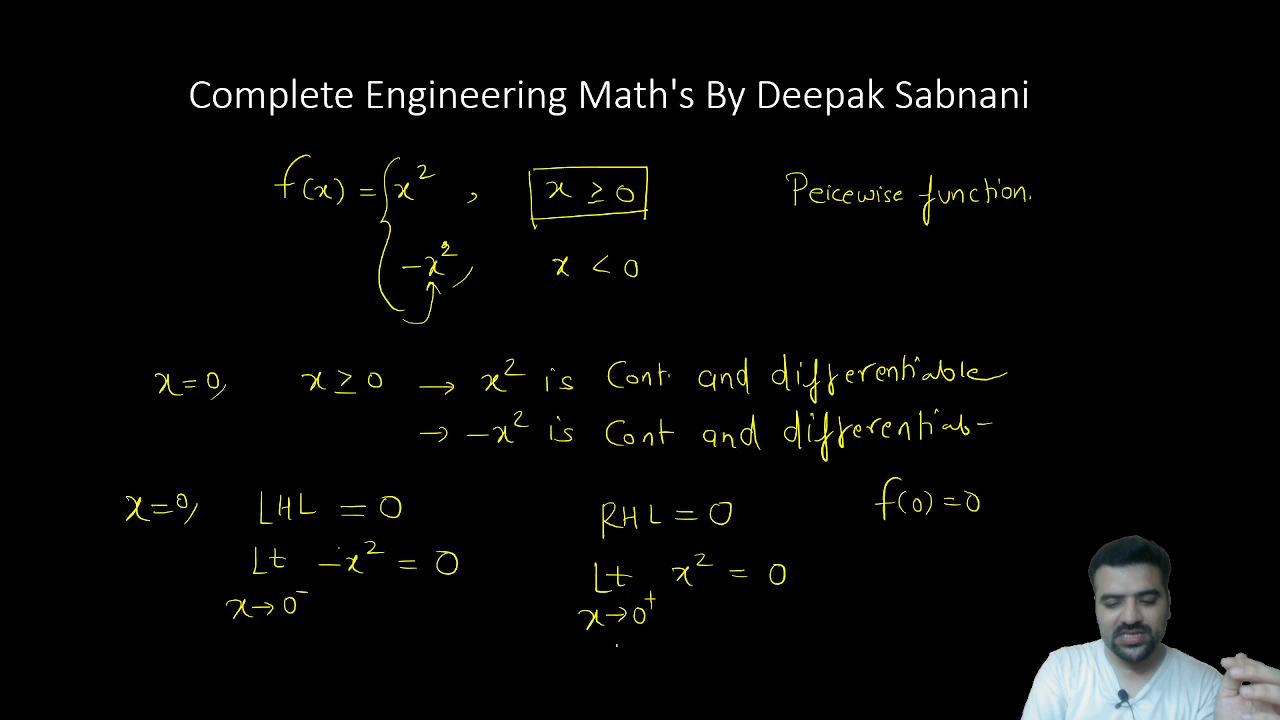 Complete Engineering Math's By Deepak Sabnani
f(x) = { x², x ≥ 0 Peicewise function.
-x², x < 0
x=0, x ≥ 0 → x² is Cont. and differentiable
→ -x² is Cont and differentiab-
x=0, LHL = 0 RHL = 0 f(0)=0
Lt -x² = 0 Lt x² = 0
x→0⁻ x→0⁺